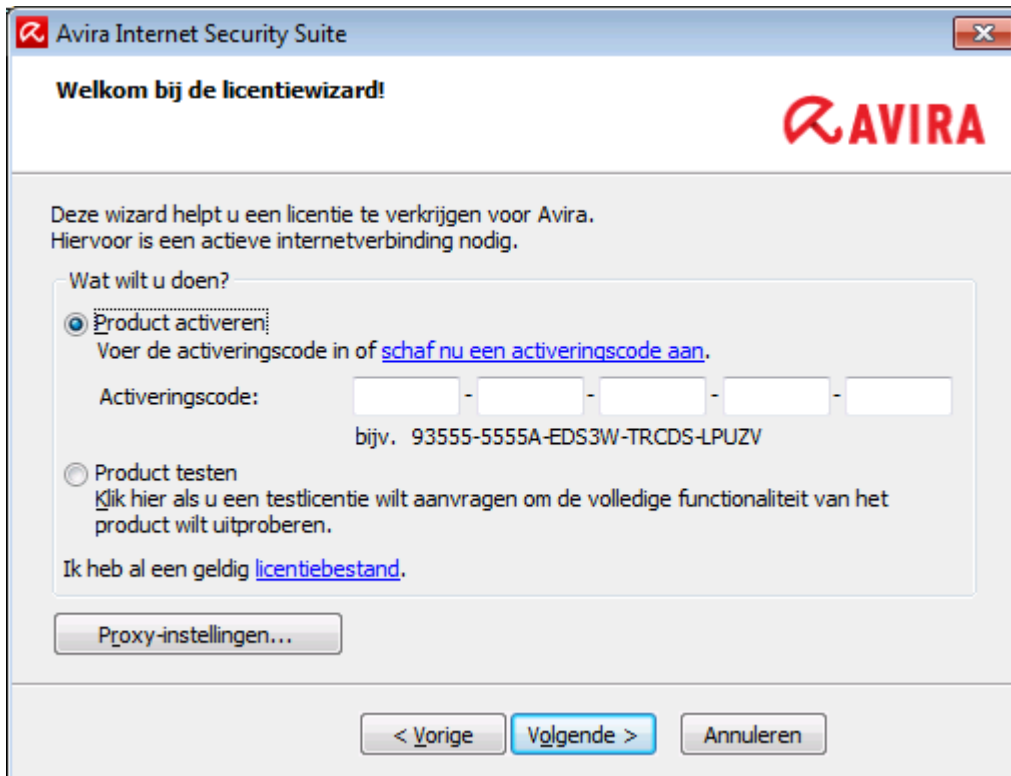 Avira Internet Security Suite
Welkom bij de licentiewizard!
AVIRA
Deze wizard helpt u een licentie te verkrijgen voor Avira.
Hiervoor is een actieve internetverbinding nodig.
Wat wilt u doen?
Product activeren
Voer de activeringscode in of schaf nu een activeringscode aan.
Activeringscode: - - - -
bijv. 93555-5555A-EDS3W-TRCDS-LPUZV
Product testen
Klik hier als u een testlicentie wilt aanvragen om de volledige functionaliteit van het
product wilt uitproberen.
Ik heb al een geldig licentiebestand.
Proxy-instellingen...
< Vorige Volgende > Annuleren